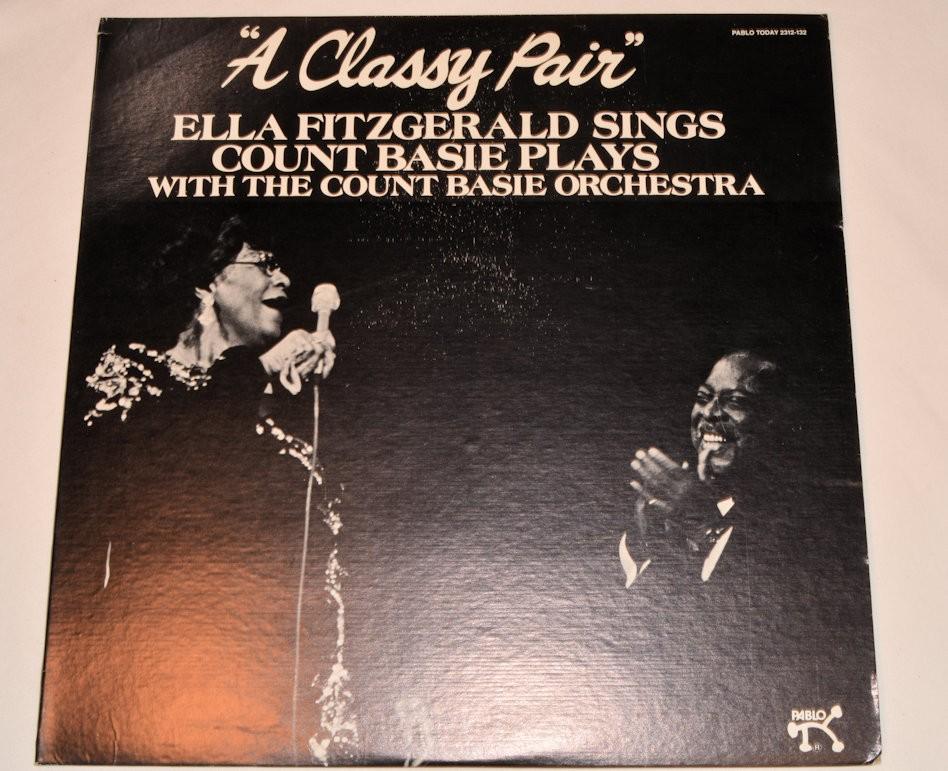 PABLO TODAY 2312-132
"A Classy Pair"
ELLA FITZGERALD SINGS
COUNT BASIE PLAYS
WITH THE COUNT BASIE ORCHESTRA
PABLO
®